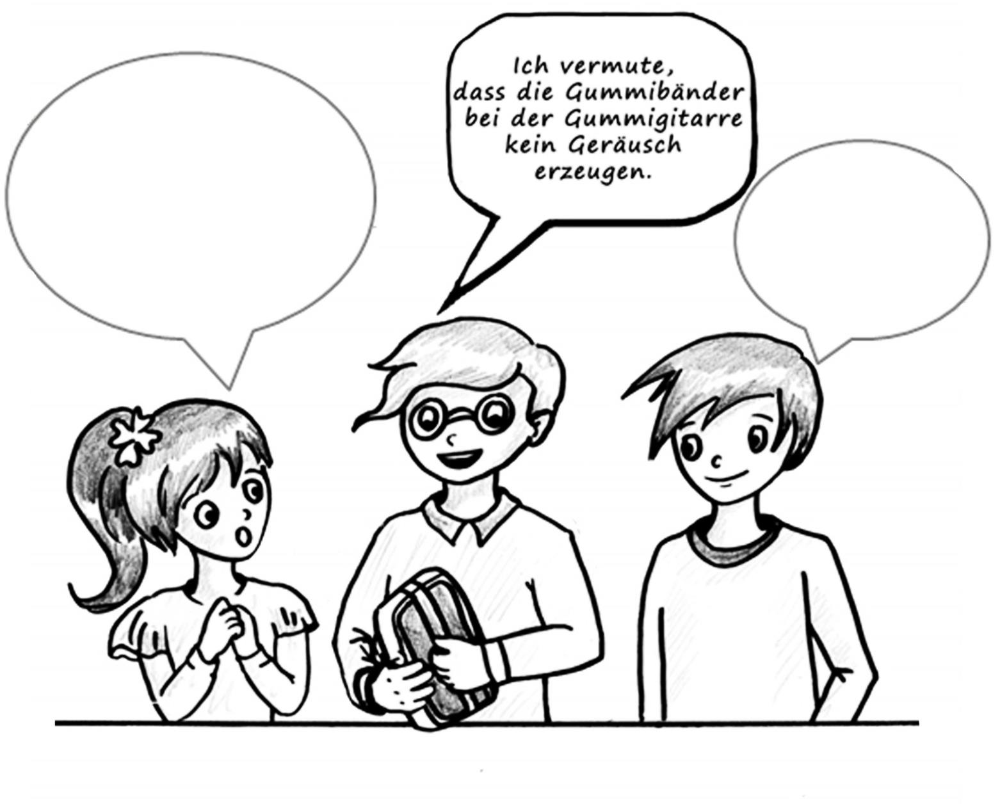 Ich vermute,
dass die Gummibänder
bei der Gummigitarre
kein Geräusch
erzeugen.